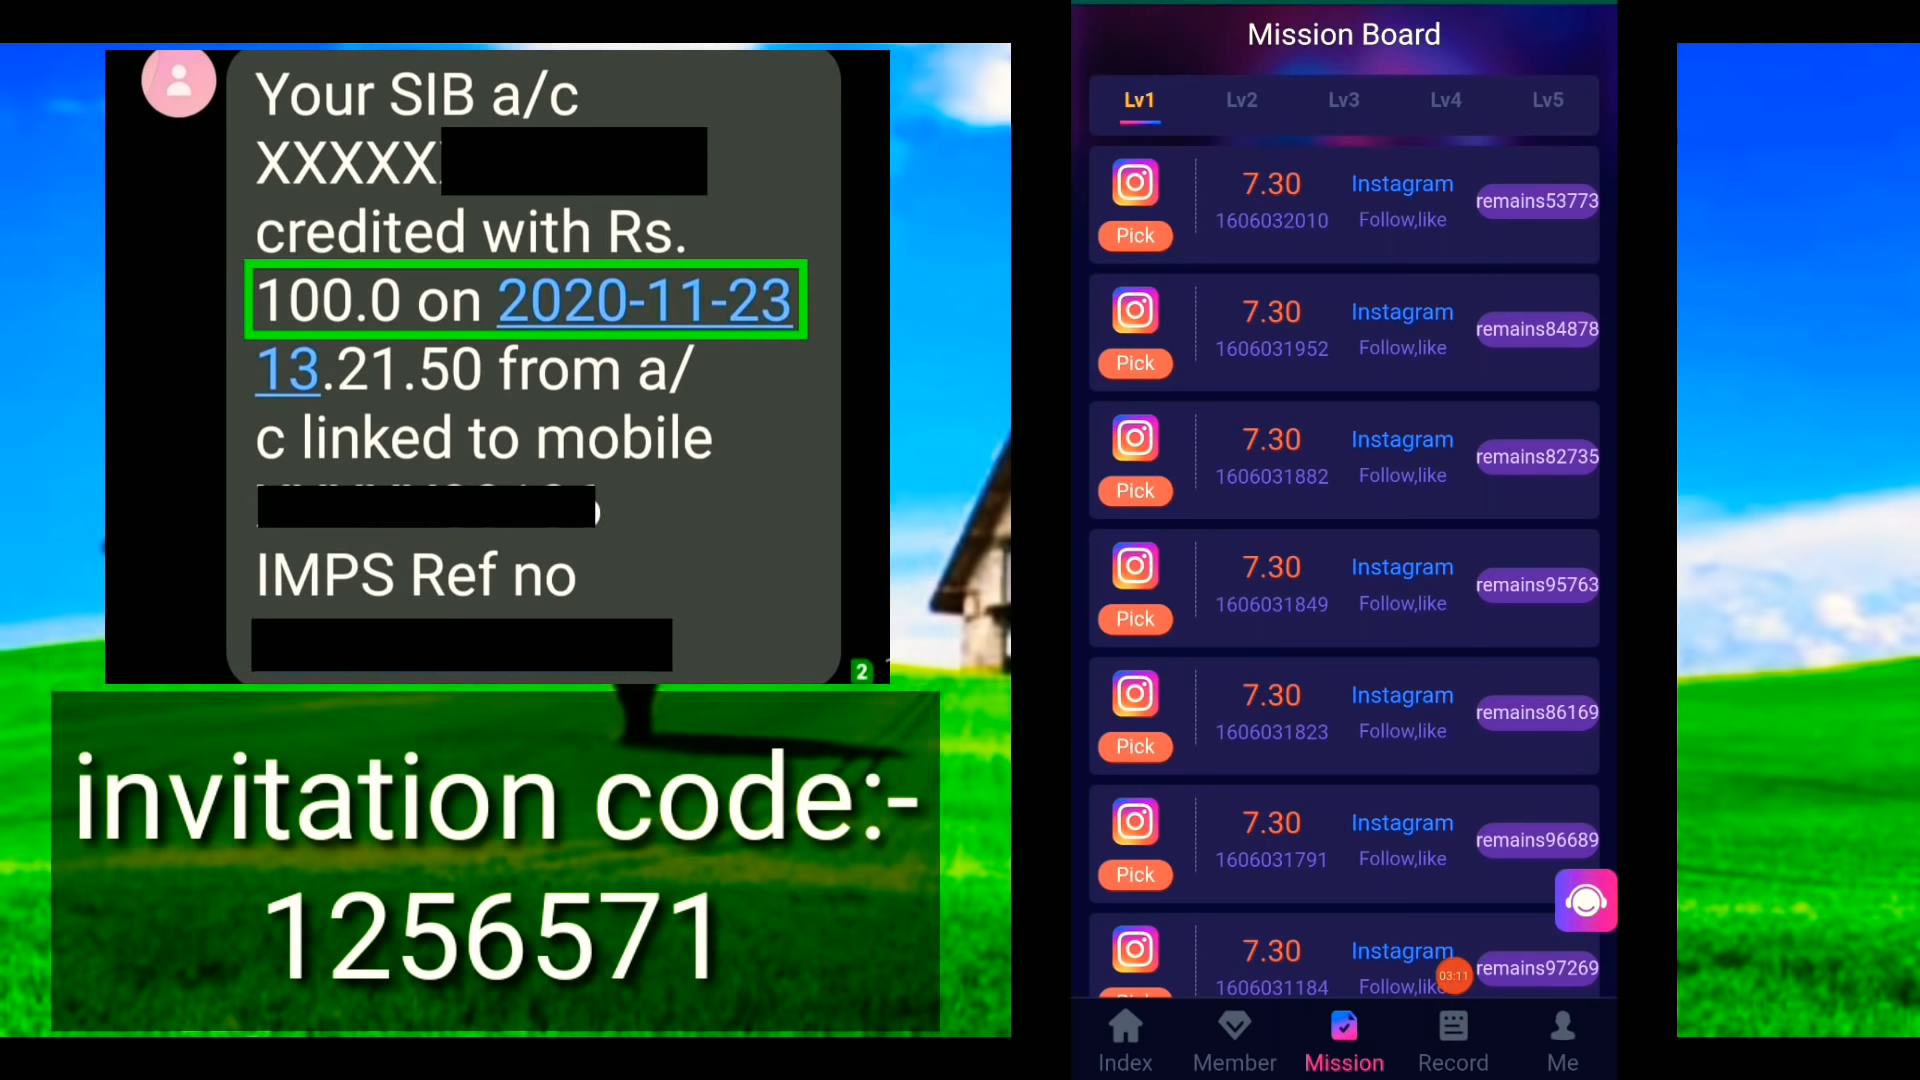 Your SIB a/c
XXXXX
credited with Rs.
100.0 on 2020-11-23
13.21.50 from a/
c linked to mobile
IMPS Ref no
2
invitation code:-
1256571
Mission Board
Lv1 Lv2 Lv3 Lv4 Lv5
7.30 Instagram remains53773
1606032010 Follow,like
Pick
7.30 Instagram remains84878
1606031952 Follow,like
Pick
7.30 Instagram remains82735
1606031882 Follow,like
Pick
7.30 Instagram remains95763
1606031849 Follow,like
Pick
7.30 Instagram remains86169
1606031823 Follow,like
Pick
7.30 Instagram remains96689
1606031791 Follow,like
Pick
7.30 Instagram remains97269
1606031184 Follow,like
03:11
Index Member Mission Record Me